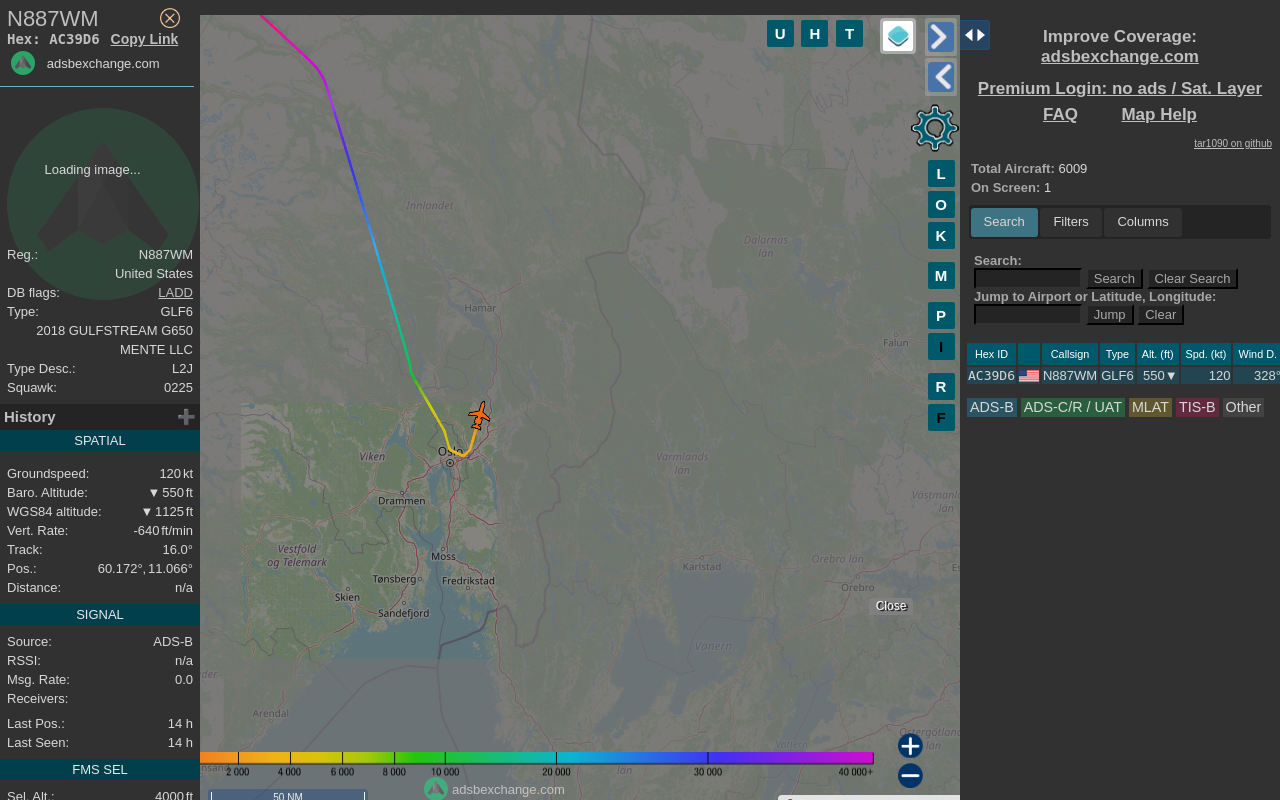 N887WM
Hex: AC39D6 Copy Link
adsbexchange.com
Loading image...
Reg.: N887WM
United States
DB flags: LADD
Type: GLF6
2018 GULFSTREAM G650
MENTE LLC
Type Desc.: L2J
Squawk: 0225
History
SPATIAL
Groundspeed: 120 kt
Baro. Altitude: ▼ 550 ft
WGS84 altitude: ▼ 1125 ft
Vert. Rate: -640 ft/min
Track: 16.0°
Pos.: 60.172°, 11.066°
Distance: n/a
SIGNAL
Source: ADS-B
RSSI: n/a
Msg. Rate: 0.0
Receivers:
Last Pos.: 14 h
Last Seen: 14 h
FMS SEL
Sel. Alt.: 4000 ft
U H T
L
O
K
M
P
I
R
F
Innlandet
Dalarnas
län
Hamar
Falun
Oslo
Viken
Värmlands
län
Västmanlands
län
Drammen
Vestfold
og Telemark
Moss
Karlstad
Örebro län
Tønsberg
Fredrikstad
Örebro
Skien
Sandefjord
Close
Vänern
Arendal
Östergötland
län
län
2 000 4 000 6 000 8 000 10 000 20 000 30 000 40 000+
adsbexchange.com
50 NM
Improve Coverage:
adsbexchange.com
Premium Login: no ads / Sat. Layer
FAQ Map Help
tar1090 on github
Total Aircraft: 6009
On Screen: 1
Search Filters Columns
Search:
Search Clear Search
Jump to Airport or Latitude, Longitude:
Jump Clear
Hex ID Callsign Type Alt. (ft) Spd. (kt) Wind D.
AC39D6 N887WM GLF6 550▼ 120 328°
ADS-B ADS-C/R / UAT MLAT TIS-B Other